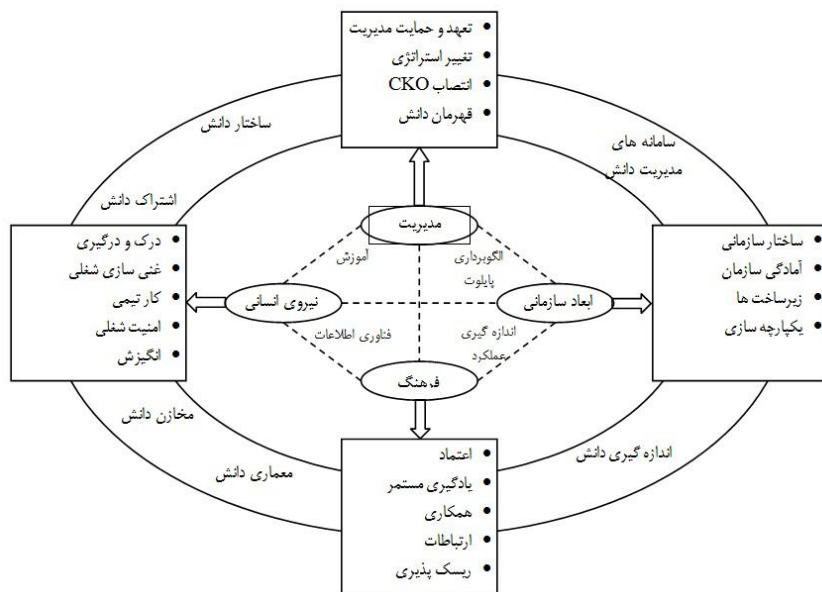 تعهد و حمایت مدیریت
تغییر استراتژی
انتصاب CKO
قهرمان دانش
ساختار دانش
سامانه های
مدیریت دانش
اشتراک دانش
مدیریت
درک و درگیری
غنی سازی شغلی
کار تیمی
امنیت شغلی
انگیزش
آموزش
الگوبرداری
پایلوت
ساختار سازمانی
آمادگی سازمان
زیرساخت ها
یکپارچه سازی
نیروی انسانی
ابعاد سازمانی
فناوری اطلاعات
اندازه گیری
عملکرد
فرهنگ
مخازن دانش
معماری دانش
اندازه گیری دانش
اعتماد
یادگیری مستمر
همکاری
ارتباطات
ریسک پذیری